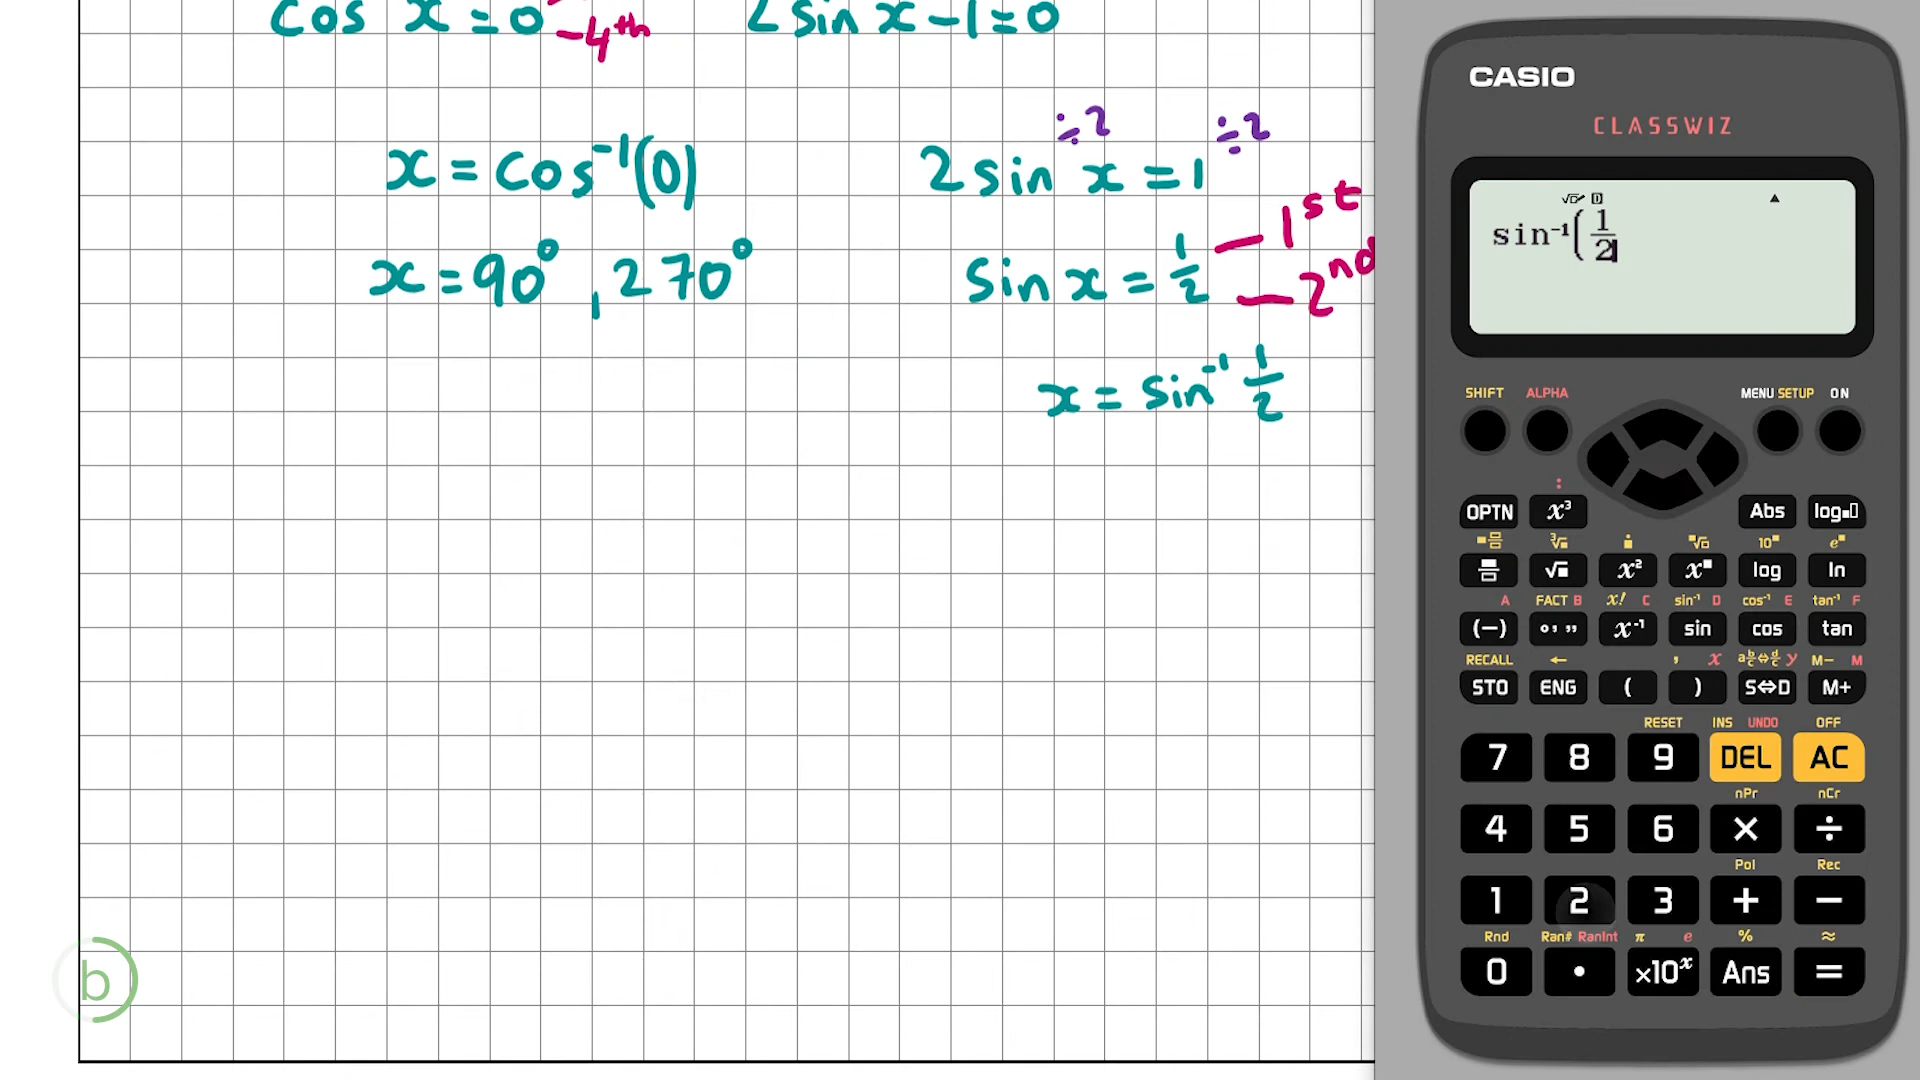 cos x = 0 -4th
2 sin x - 1 = 0
÷2 ÷2
x = cos⁻¹(0)
2 sin x = 1
x = 90°, 270°
sin x = 1/2 — 1st
— 2nd
x = sin⁻¹ 1/2
b
CASIO
CLASSWIZ
√▫ D ▲
sin⁻¹(1/2
SHIFT ALPHA MENU SETUP ON
:
OPTN x³ Abs log▪▯
▪▫ ³√▪ ▪ ▪√▫ 10▪ e▪
√▪ x² x▪ log ln
A FACT B x! C sin⁻¹ D cos⁻¹ E tan⁻¹ F
(—) °,,, x⁻¹ sin cos tan
RECALL ← , x a b/c⇔d/c y M− M
STO ENG ( ) S⇔D M+
RESET INS UNDO OFF
7 8 9 DEL AC
nPr nCr
4 5 6 × ÷
Pol Rec
1 2 3 + −
Rnd Ran# RanInt π e % ≈
0 • ×10ˣ Ans =